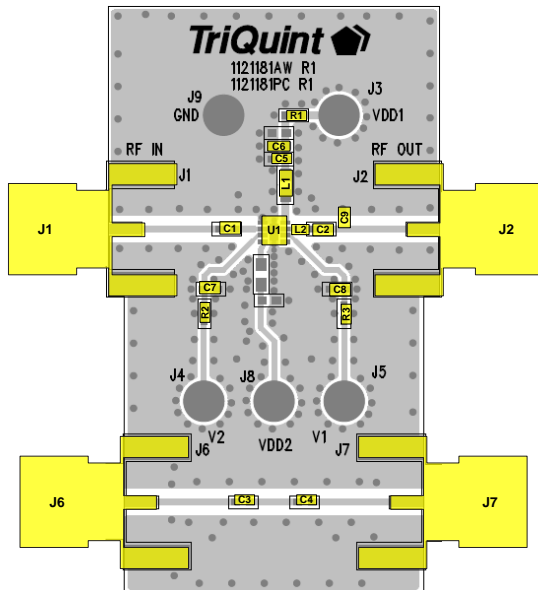 TriQuint
1121181AW R1
1121181PC R1
J9
GND
J3
VDD1
R1
C6
C5
RF IN
RF OUT
J1
L1
J2
J1
C1
U1
L2
C2
C9
J2
C7
C8
R2
R3
J4
J8
J5
V2
VDD2
V1
J6
J7
J6
C3
C4
J7